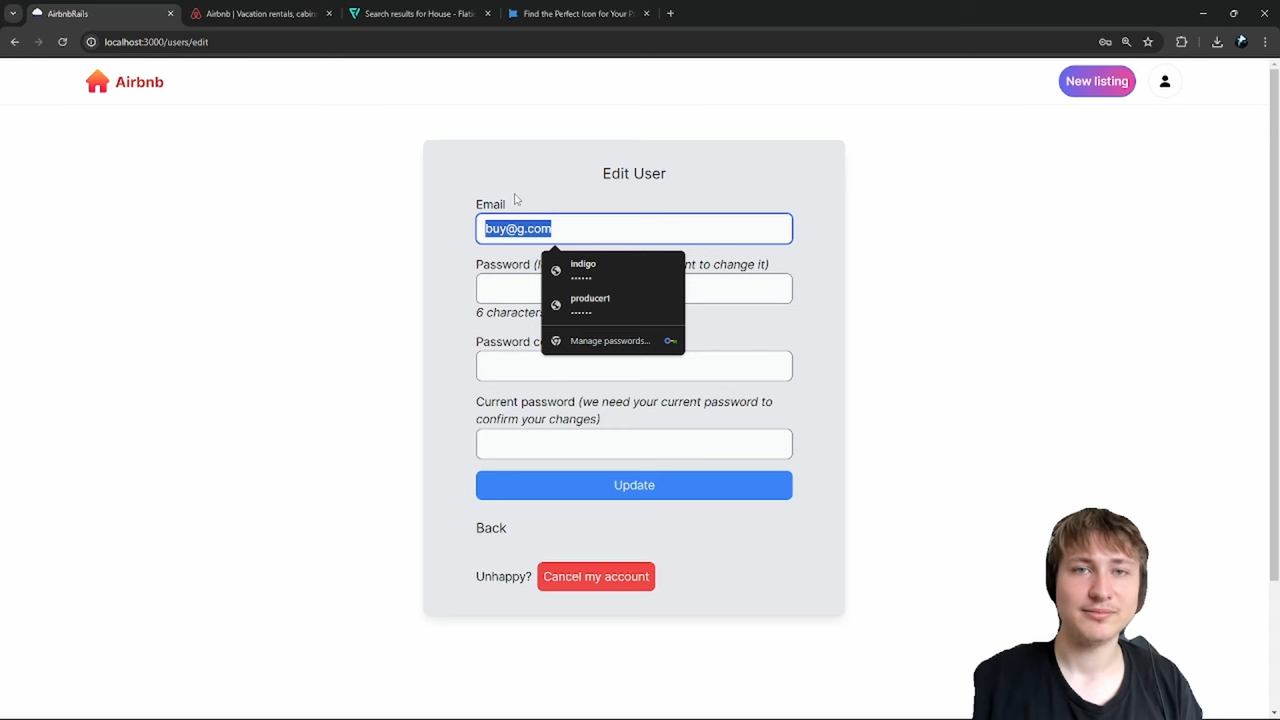 AirbnbRails
Airbnb | Vacation rentals, cabin
Search results for House - Flati
Find the Perfect Icon for Your P
localhost:3000/users/edit
Airbnb
New listing
Edit User
Email
buy@g.com
indigo
••••••
producer1
••••••
Manage passwords...
Password
nt to change it)
6 character
Password c
Current password (we need your current password to
confirm your changes)
Update
Back
Unhappy? Cancel my account